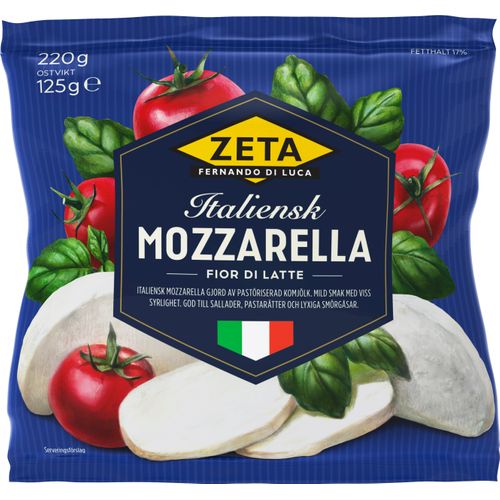 220g
OSTVIKT
125g e
FETTHALT 17%
ZETA
FERNANDO DI LUCA
Italiensk
MOZZARELLA
FIOR DI LATTE
ITALIENSK MOZZARELLA GJORD AV PASTÖRISERAD KOMJÖLK. MILD SMAK MED VISS
SYRLIGHET. GOD TILL SALLADER, PASTARÄTTER OCH LYXIGA SMÖRGÅSAR.
Serveringsförslag